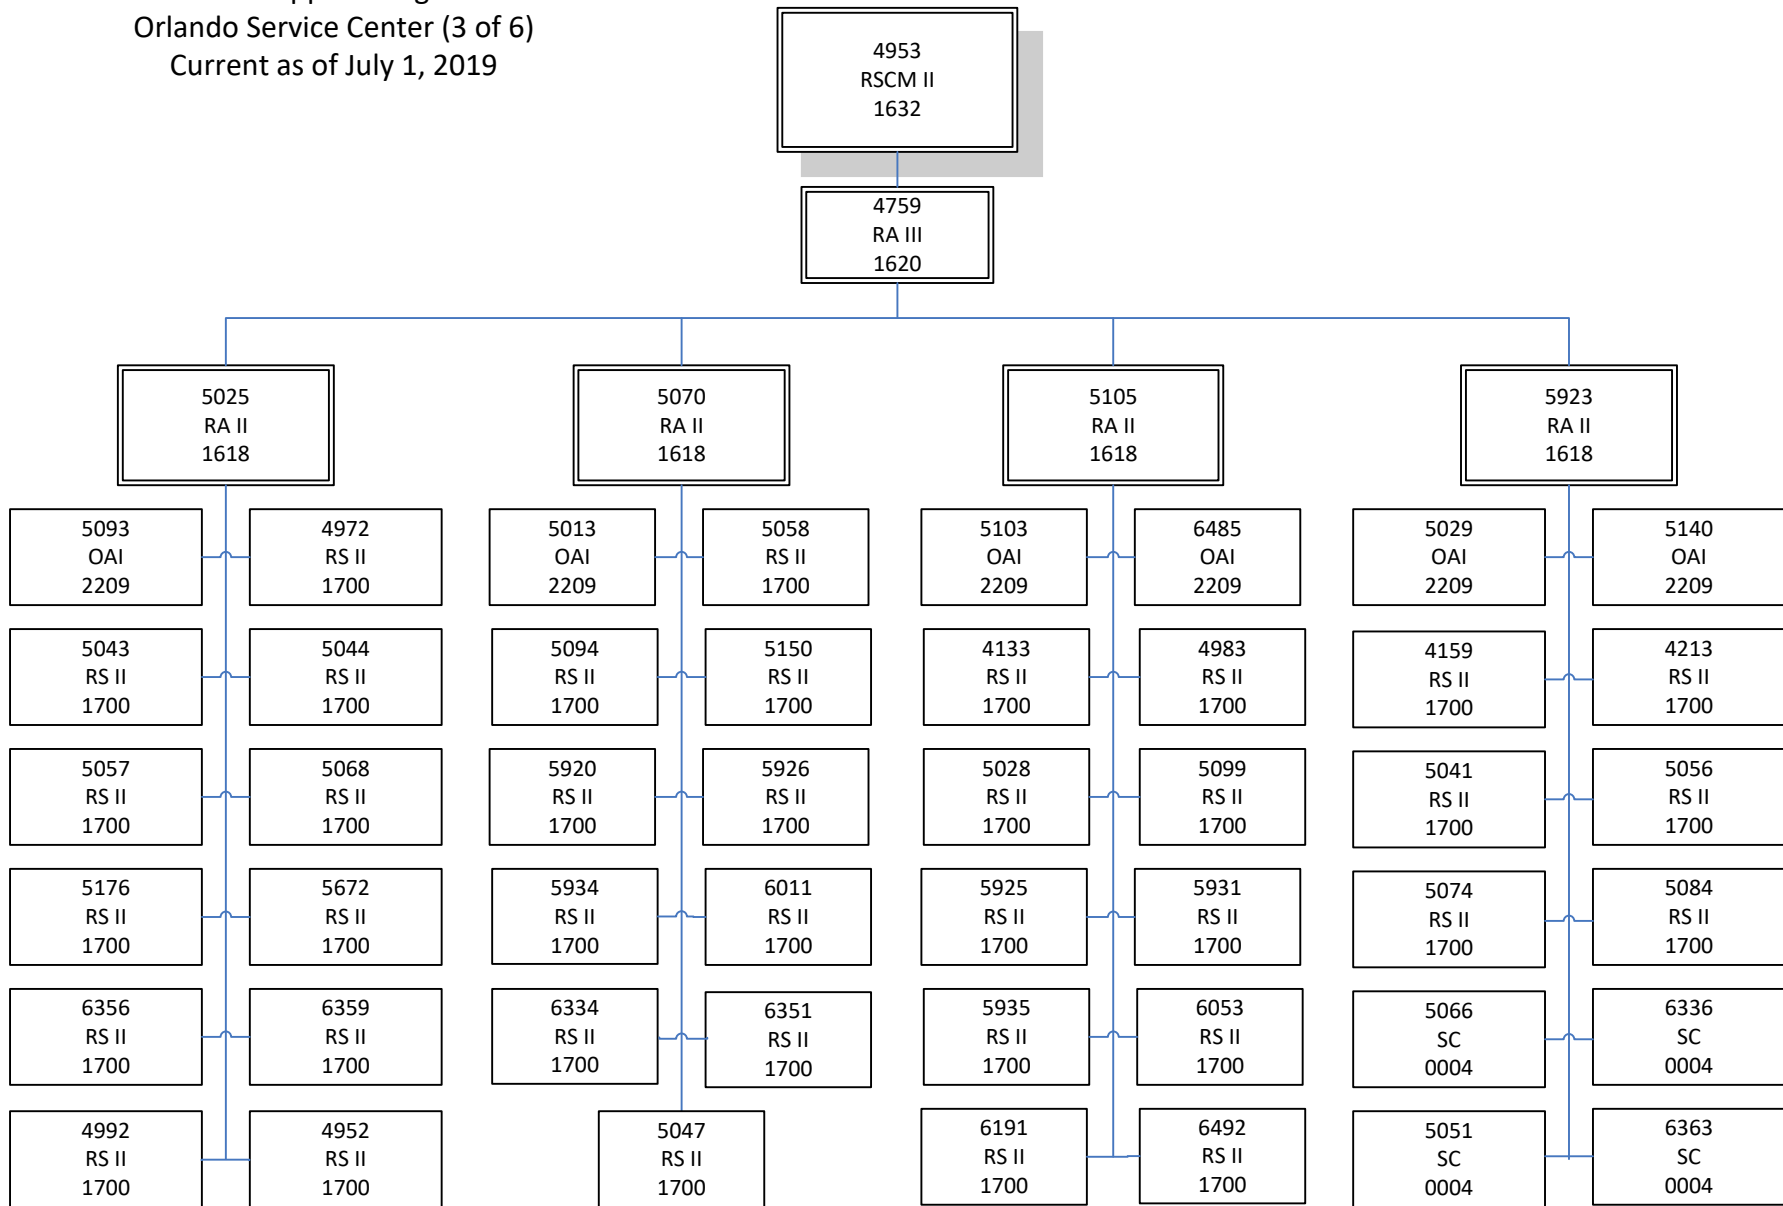 Orlando Service Center (3 of 6)
Current as of July 1, 2019
4953
RSCM II
1632
4759
RA III
1620
5025
RA II
1618
5070
RA II
1618
5105
RA II
1618
5923
RA II
1618
5093
OAI
2209
4972
RS II
1700
5013
OAI
2209
5058
RS II
1700
5103
OAI
2209
6485
OAI
2209
5029
OAI
2209
5140
OAI
2209
5043
RS II
1700
5044
RS II
1700
5094
RS II
1700
5150
RS II
1700
4133
RS II
1700
4983
RS II
1700
4159
RS II
1700
4213
RS II
1700
5057
RS II
1700
5068
RS II
1700
5920
RS II
1700
5926
RS II
1700
5028
RS II
1700
5099
RS II
1700
5041
RS II
1700
5056
RS II
1700
5176
RS II
1700
5672
RS II
1700
5934
RS II
1700
6011
RS II
1700
5925
RS II
1700
5931
RS II
1700
5074
RS II
1700
5084
RS II
1700
6356
RS II
1700
6359
RS II
1700
6334
RS II
1700
6351
RS II
1700
5935
RS II
1700
6053
RS II
1700
5066
SC
0004
6336
SC
0004
4992
RS II
1700
4952
RS II
1700
5047
RS II
1700
6191
RS II
1700
6492
RS II
1700
5051
SC
0004
6363
SC
0004